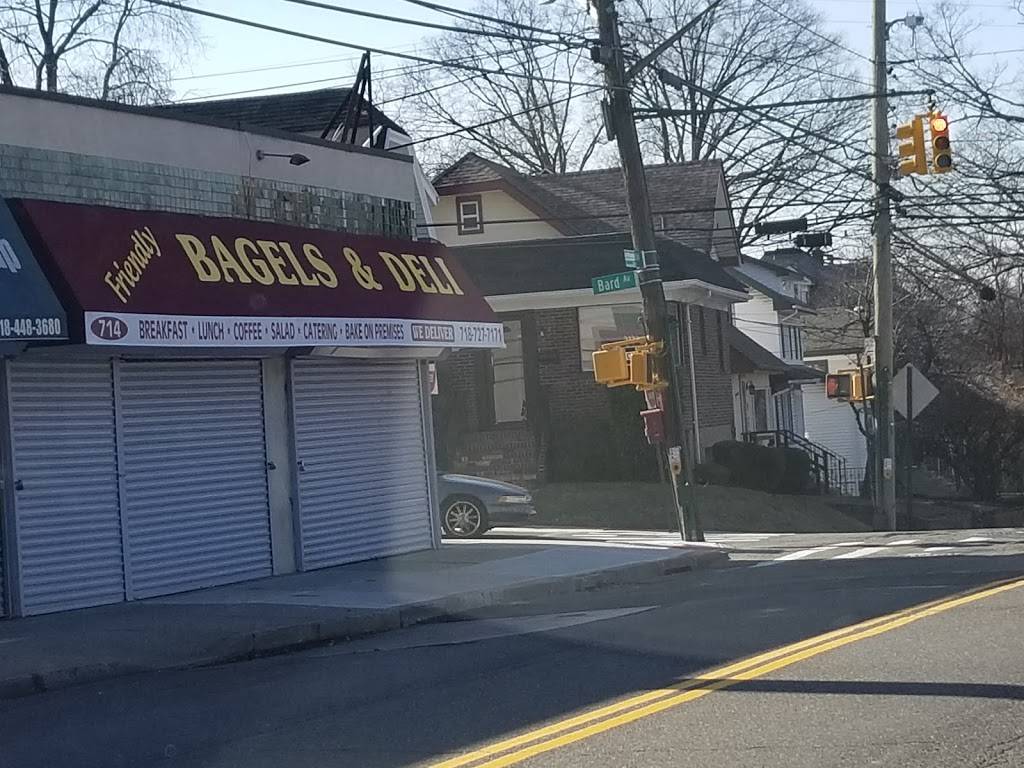 Friendly
BAGELS & DELI
714
BREAKFAST • LUNCH • COFFEE • SALAD • CATERING • BAKE ON PREMISES WE DELIVER 718-727-7171
18-448-3680
Bard Av